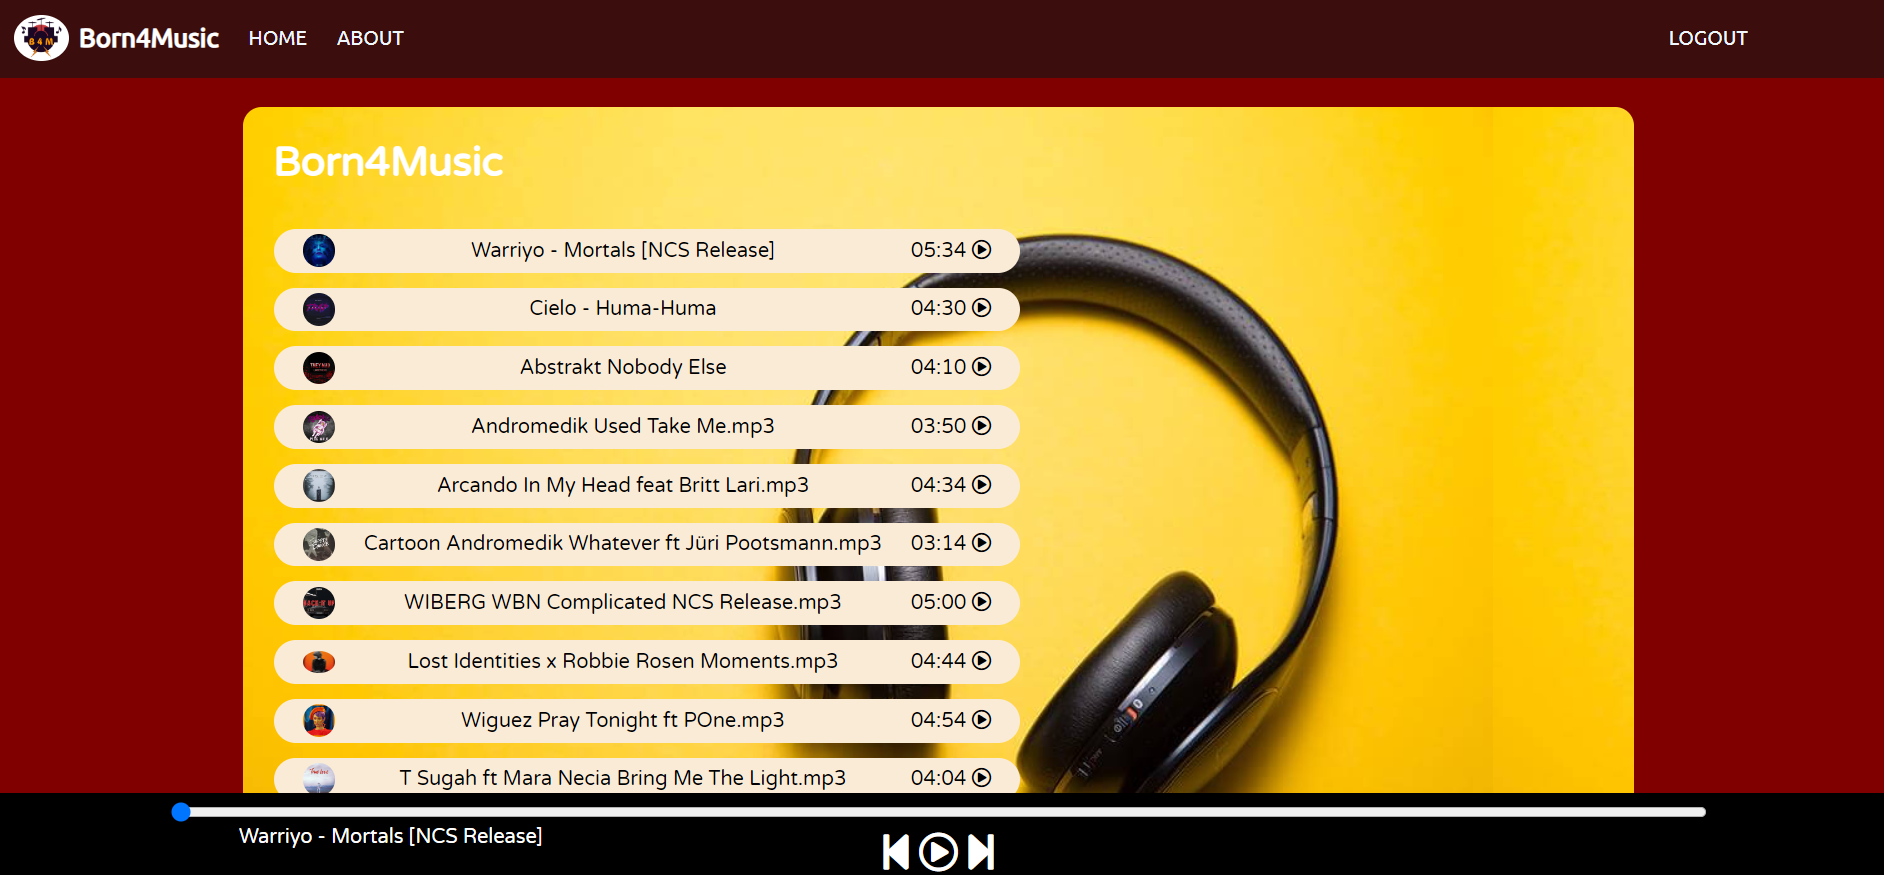 B 4 M
Born4Music HOME ABOUT LOGOUT
Born4Music
Warriyo - Mortals [NCS Release] 05:34
Cielo - Huma-Huma 04:30
Abstrakt Nobody Else 04:10
Andromedik Used Take Me.mp3 03:50
Arcando In My Head feat Britt Lari.mp3 04:34
Cartoon Andromedik Whatever ft Jüri Pootsmann.mp3 03:14
WIBERG WBN Complicated NCS Release.mp3 05:00
Lost Identities x Robbie Rosen Moments.mp3 04:44
Wiguez Pray Tonight ft POne.mp3 04:54
T Sugah ft Mara Necia Bring Me The Light.mp3 04:04
Warriyo - Mortals [NCS Release]